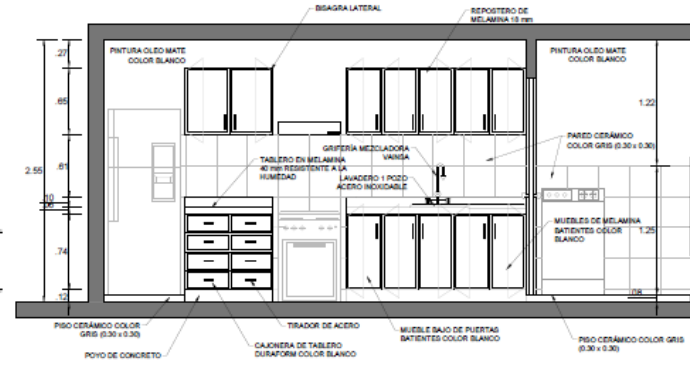 BISAGRA LATERAL
REPOSTERO DE
MELAMINA 18 mm
PINTURA OLEO MATE
COLOR BLANCO
PINTURA OLEO MATE
COLOR BLANCO
.27
.65
1.22
GRIFERÍA MEZCLADORA
VAINSA
PARED CERÁMICO
COLOR GRIS (0.30 x 0.30)
TABLERO EN MELAMINA
40 mm RESISTENTE A LA
HUMEDAD
LAVADERO 1 POZO
ACERO INOXIDABLE
2.55
.61
.10
MUEBLES DE MELAMINA
BATIENTES COLOR
BLANCO
1.25
.74
.12
.08
PISO CERÁMICO COLOR
GRIS (0.30 x 0.30)
TIRADOR DE ACERO
MUEBLE BAJO DE PUERTAS
BATIENTES COLOR BLANCO
PISO CERÁMICO COLOR GRIS
(0.30 x 0.30)
POYO DE CONCRETO
CAJONERA DE TABLERO
DURAFORM COLOR BLANCO